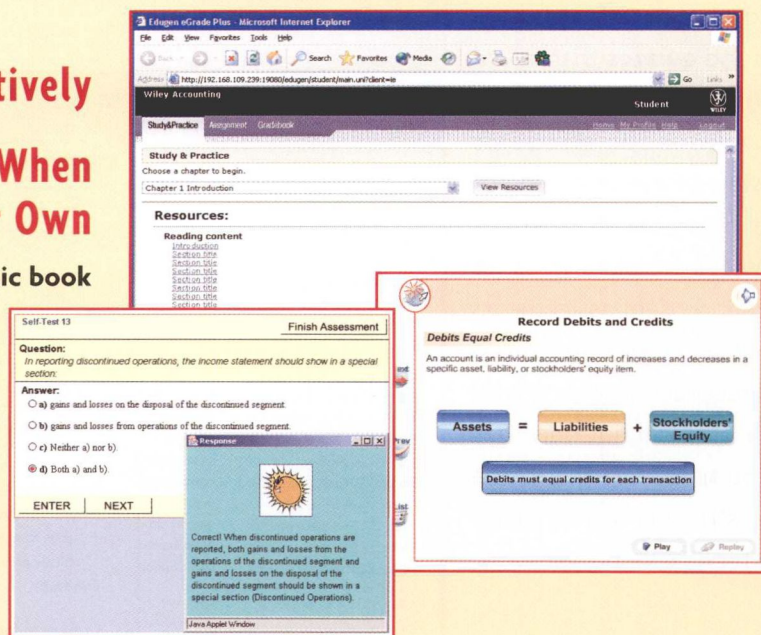 tively
When
Own
ic book
Edugen eGrade Plus - Microsoft Internet Explorer
File Edit View Favorites Tools Help
Search Favorites Media
Address http://192.168.109.239:19080/edugen/student/main.uni?client=ie
Go Links »
Wiley Accounting
Student
WILEY
Study&Practice Assignment Gradebook
Home My Profile Help Logout
Study & Practice
Choose a chapter to begin.
Chapter 1 Introduction
View Resources
Resources:
Reading content
Introduction
Section title
Section title
Section title
Section title
Section title
Section title
Section title
Self-Test 13
Finish Assessment
Question:
In reporting discontinued operations, the income statement should show in a special
section:
Answer:
a) gains and losses on the disposal of the discontinued segment.
b) gains and losses from operations of the discontinued segment.
c) Neither a) nor b).
d) Both a) and b).
ENTER NEXT
Response
Correct! When discontinued operations are
reported, both gains and losses from the
operations of the discontinued segment and
gains and losses on the disposal of the
discontinued segment should be shown in a
special section (Discontinued Operations).
Java Applet Window
Record Debits and Credits
Debits Equal Credits
An account is an individual accounting record of increases and decreases in a
specific asset, liability, or stockholders' equity item.
Assets = Liabilities + Stockholders'
Equity
Debits must equal credits for each transaction
Prev
List
Play Replay